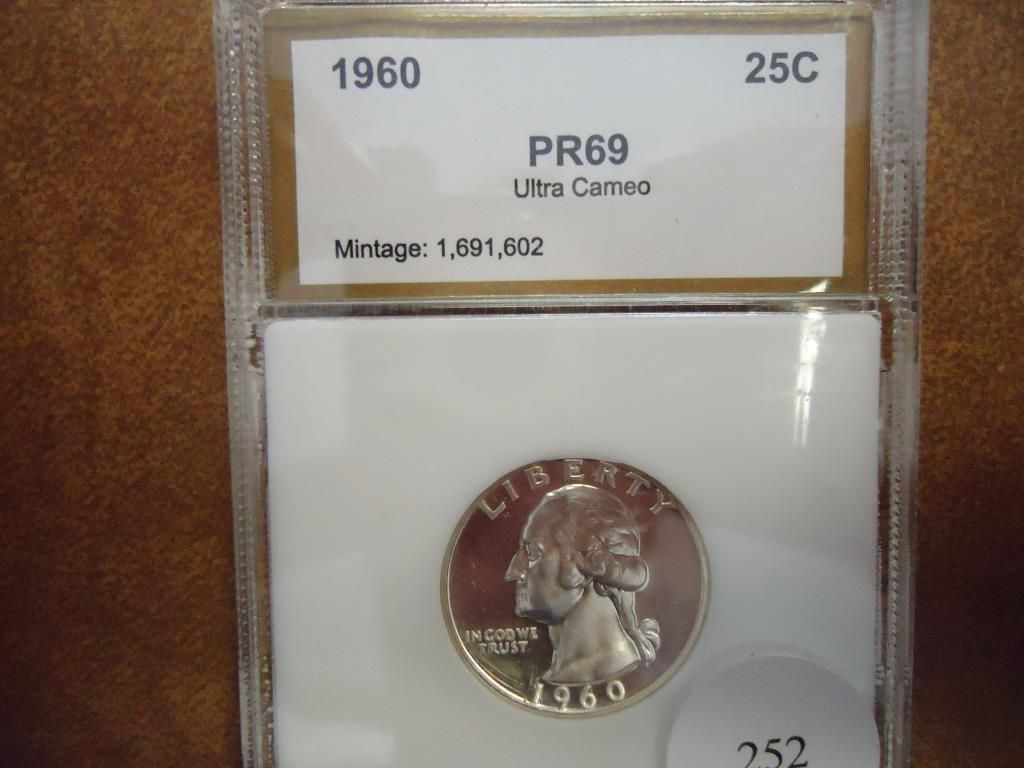 1960 25C
PR69
Ultra Cameo
Mintage: 1,691,602
LIBERTY
IN GOD WE
TRUST
1960
252